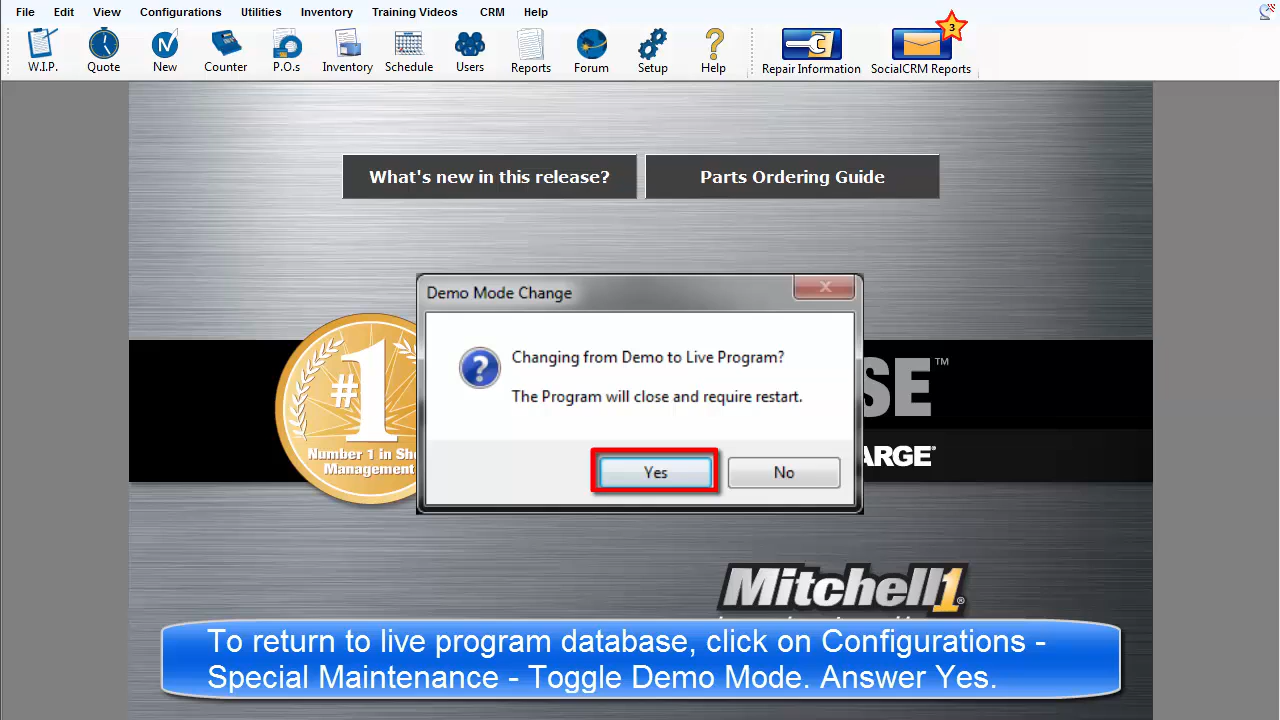 File Edit View Configurations Utilities Inventory Training Videos CRM Help
3
W.I.P. Quote New Counter P.O.s Inventory Schedule Users Reports Forum Setup Help Repair Information SocialCRM Reports
What's new in this release? Parts Ordering Guide
Demo Mode Change
Changing from Demo to Live Program?
The Program will close and require restart.
Yes No
#1
Number 1 in Sh
Management
SE™
ARGE®
Mitchell1®
To return to live program database, click on Configurations -
Special Maintenance - Toggle Demo Mode. Answer Yes.